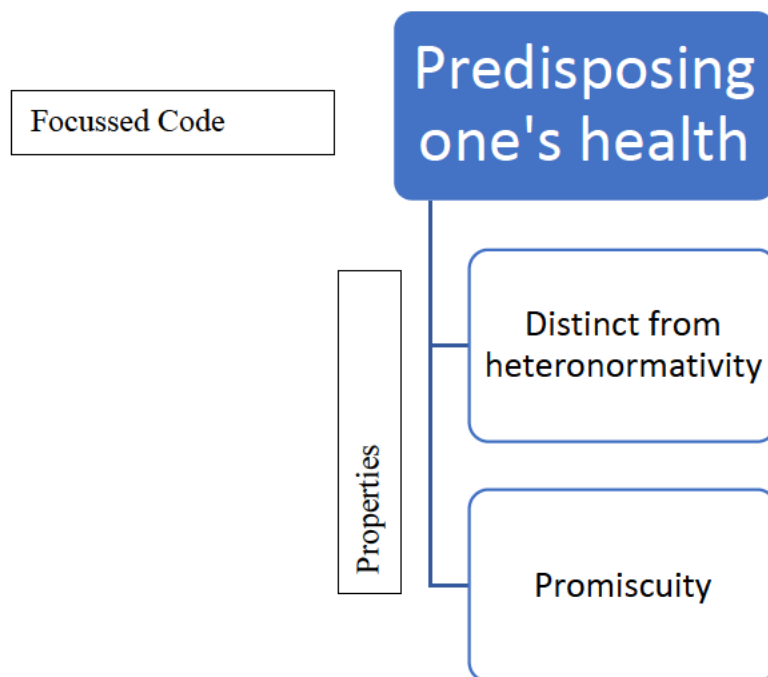 Predisposing
one's health
Focussed Code
Distinct from
heteronormativity
Properties
Promiscuity